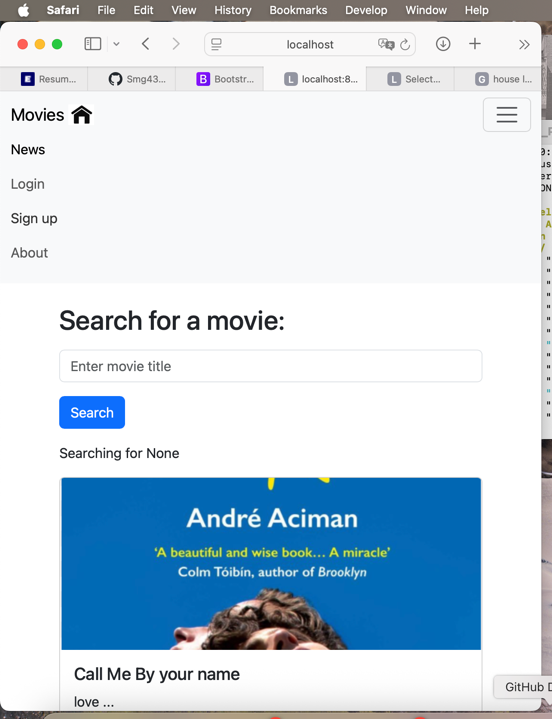 Safari File Edit View History Bookmarks Develop Window Help
localhost
E Resum... Smg43... B Bootstr... L localhost:8... L Select... G house l...
Movies
News
Login
Sign up
About
Search for a movie:
Enter movie title
Search
Searching for None
André Aciman
‘A beautiful and wise book... A miracle’
Colm Tóibín, author of Brooklyn
Call Me By your name
love ...
GitHub D